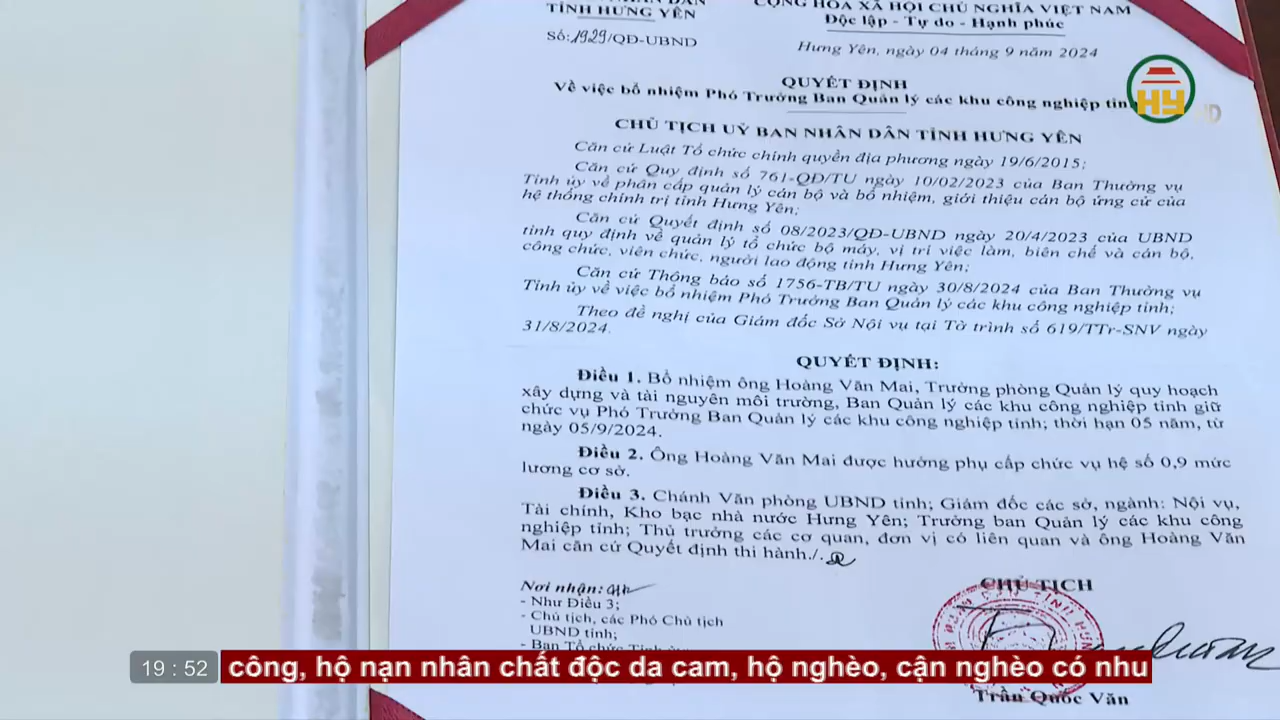 TỈNH HƯNG YÊN
CỘNG HÒA XÃ HỘI CHỦ NGHĨA VIỆT NAM
Độc lập - Tự do - Hạnh phúc
Số: 1929/QĐ-UBND
Hưng Yên, ngày 04 tháng 9 năm 2024
HY
QUYẾT ĐỊNH
Về việc bổ nhiệm Phó Trưởng Ban Quản lý các khu công nghiệp tỉnh
CHỦ TỊCH UỶ BAN NHÂN DÂN TỈNH HƯNG YÊN
Căn cứ Luật Tổ chức chính quyền địa phương ngày 19/6/2015;
Căn cứ Quy định số 761-QĐ/TU ngày 10/02/2023 của Ban Thường vụ
Tỉnh ủy về phân cấp quản lý cán bộ và bổ nhiệm, giới thiệu cán bộ ứng cử của
hệ thống chính trị tỉnh Hưng Yên;
Căn cứ Quyết định số 08/2023/QĐ-UBND ngày 20/4/2023 của UBND
tỉnh quy định về quản lý tổ chức bộ máy, vị trí việc làm, biên chế và cán bộ,
công chức, viên chức, người lao động tỉnh Hưng Yên;
Căn cứ Thông báo số 1756-TB/TU ngày 30/8/2024 của Ban Thường vụ
Tỉnh ủy về việc bổ nhiệm Phó Trưởng Ban Quản lý các khu công nghiệp tỉnh;
Theo đề nghị của Giám đốc Sở Nội vụ tại Tờ trình số 619/TTr-SNV ngày
31/8/2024.
QUYẾT ĐỊNH:
Điều 1. Bổ nhiệm ông Hoàng Văn Mai, Trưởng phòng Quản lý quy hoạch
xây dựng và tài nguyên môi trường, Ban Quản lý các khu công nghiệp tỉnh giữ
chức vụ Phó Trưởng Ban Quản lý các khu công nghiệp tỉnh; thời hạn 05 năm, từ
ngày 05/9/2024.
Điều 2. Ông Hoàng Văn Mai được hưởng phụ cấp chức vụ hệ số 0,9 mức
lương cơ sở.
Điều 3. Chánh Văn phòng UBND tỉnh; Giám đốc các sở, ngành: Nội vụ,
Tài chính, Kho bạc nhà nước Hưng Yên; Trưởng ban Quản lý các khu công
nghiệp tỉnh; Thủ trưởng các cơ quan, đơn vị có liên quan và ông Hoàng Văn
Mai căn cứ Quyết định thi hành./.
Nơi nhận:
- Như Điều 3;
- Chủ tịch, các Phó Chủ tịch
UBND tỉnh;
CHỦ TỊCH
Trần Quốc Văn
19 : 52
công, hộ nạn nhân chất độc da cam, hộ nghèo, cận nghèo có nhu